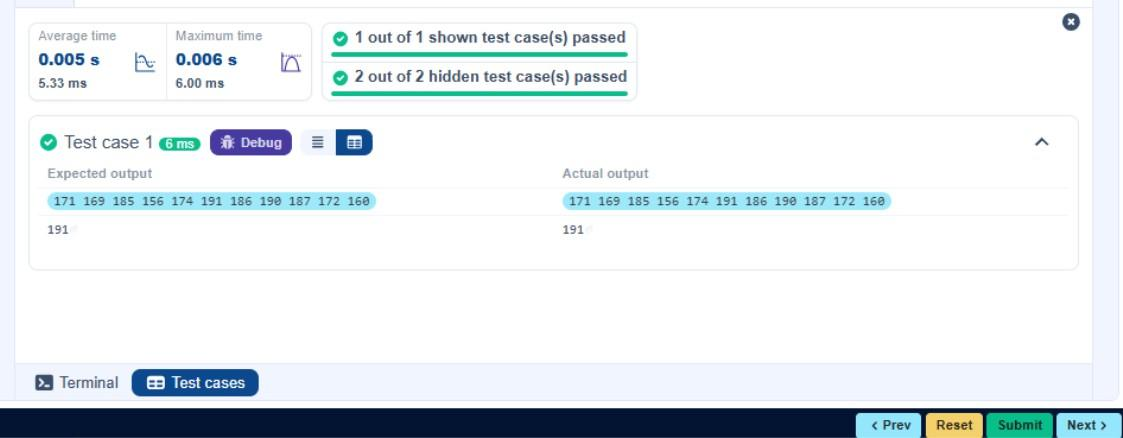 Average time
0.005 s
5.33 ms
Maximum time
0.006 s
6.00 ms
1 out of 1 shown test case(s) passed
2 out of 2 hidden test case(s) passed
Test case 1 6 ms Debug
Expected output
Actual output
171 169 185 156 174 191 186 190 187 172 160
171 169 185 156 174 191 186 190 187 172 160
191
191
Terminal
Test cases
< Prev
Reset
Submit
Next >